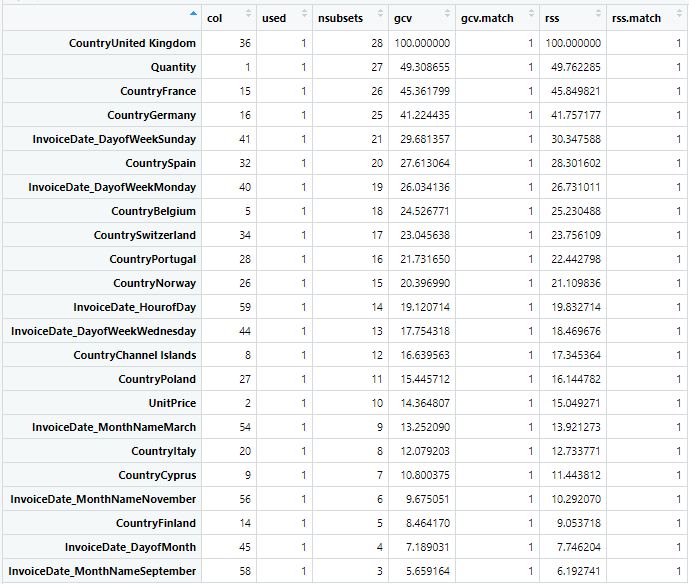 col used nsubsets gcv gcv.match rss rss.match
CountryUnited Kingdom 36 1 28 100.000000 1 100.000000 1
Quantity 1 1 27 49.308655 1 49.762285 1
CountryFrance 15 1 26 45.361799 1 45.849821 1
CountryGermany 16 1 25 41.224435 1 41.757177 1
InvoiceDate_DayofWeekSunday 41 1 21 29.681357 1 30.347588 1
CountrySpain 32 1 20 27.613064 1 28.301602 1
InvoiceDate_DayofWeekMonday 40 1 19 26.034136 1 26.731011 1
CountryBelgium 5 1 18 24.526771 1 25.230488 1
CountrySwitzerland 34 1 17 23.045638 1 23.756109 1
CountryPortugal 28 1 16 21.731650 1 22.442798 1
CountryNorway 26 1 15 20.396990 1 21.109836 1
InvoiceDate_HourofDay 59 1 14 19.120714 1 19.832714 1
InvoiceDate_DayofWeekWednesday 44 1 13 17.754318 1 18.469676 1
CountryChannel Islands 8 1 12 16.639563 1 17.345364 1
CountryPoland 27 1 11 15.445712 1 16.144782 1
UnitPrice 2 1 10 14.364807 1 15.049271 1
InvoiceDate_MonthNameMarch 54 1 9 13.252090 1 13.921273 1
CountryItaly 20 1 8 12.079203 1 12.733771 1
CountryCyprus 9 1 7 10.800375 1 11.443812 1
InvoiceDate_MonthNameNovember 56 1 6 9.675051 1 10.292070 1
CountryFinland 14 1 5 8.464170 1 9.053718 1
InvoiceDate_DayofMonth 45 1 4 7.189031 1 7.746204 1
InvoiceDate_MonthNameSeptember 58 1 3 5.659164 1 6.192741 1